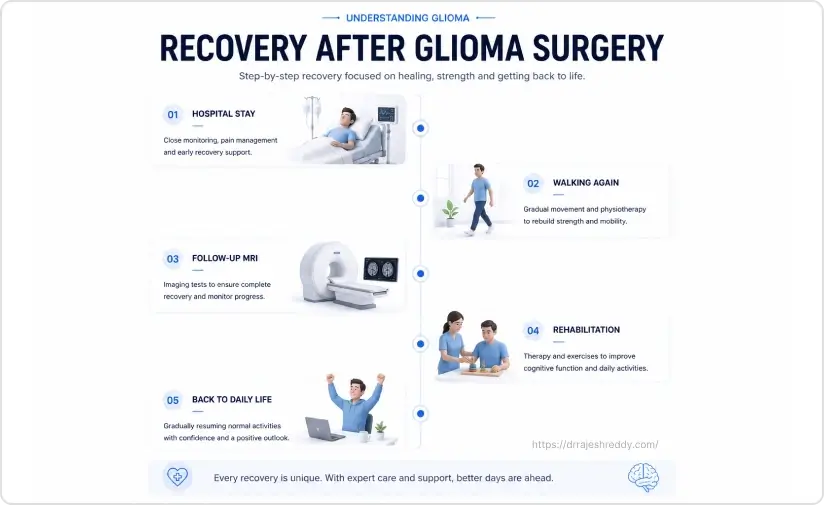 UNDERSTANDING GLIOMA
RECOVERY AFTER GLIOMA SURGERY
Step-by-step recovery focused on healing, strength and getting back to life.
01 HOSPITAL STAY
Close monitoring, pain management
and early recovery support.
02 WALKING AGAIN
Gradual movement and physiotherapy
to rebuild strength and mobility.
03 FOLLOW-UP MRI
Imaging tests to ensure complete
recovery and monitor progress.
04 REHABILITATION
Therapy and exercises to improve
cognitive function and daily activities.
05 BACK TO DAILY LIFE
Gradually resuming normal activities
with confidence and a positive outlook.
https://drrajeshreddy.com/
Every recovery is unique. With expert care and support, better days are ahead.